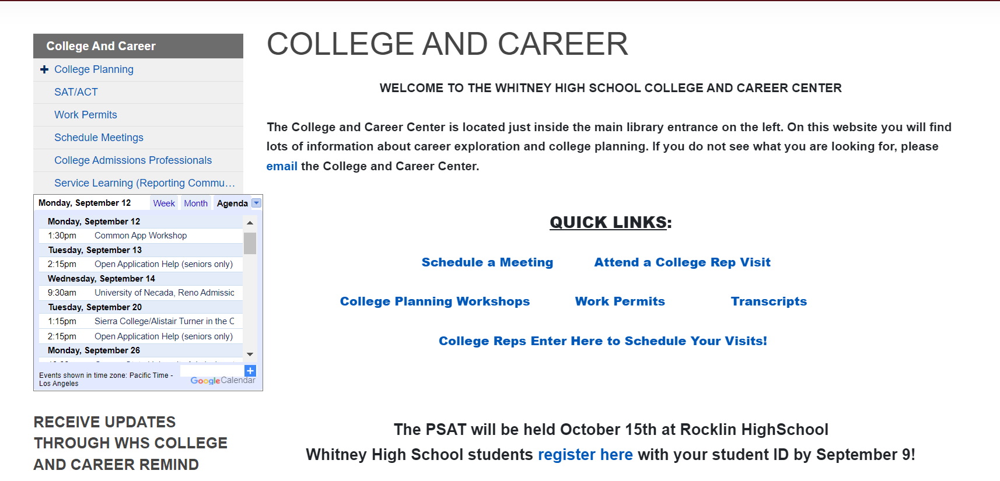 College And Career
College Planning
SAT/ACT
Work Permits
Schedule Meetings
College Admissions Professionals
Service Learning (Reporting Commu…
Monday, September 12 Week Month Agenda
Monday, September 12
1:30pm Common App Workshop
Tuesday, September 13
2:15pm Open Application Help (seniors only)
Wednesday, September 14
9:30am University of Necada, Reno Admissic
Tuesday, September 20
1:15pm Sierra College/Alistair Turner in the C
2:15pm Open Application Help (seniors only)
Monday, September 26
Events shown in time zone: Pacific Time -
Los Angeles
Google Calendar
RECEIVE UPDATES
THROUGH WHS COLLEGE
AND CAREER REMIND
COLLEGE AND CAREER
WELCOME TO THE WHITNEY HIGH SCHOOL COLLEGE AND CAREER CENTER
The College and Career Center is located just inside the main library entrance on the left. On this website you will find
lots of information about career exploration and college planning. If you do not see what you are looking for, please
email the College and Career Center.
QUICK LINKS:
Schedule a Meeting Attend a College Rep Visit
College Planning Workshops Work Permits Transcripts
College Reps Enter Here to Schedule Your Visits!
The PSAT will be held October 15th at Rocklin HighSchool
Whitney High School students register here with your student ID by September 9!